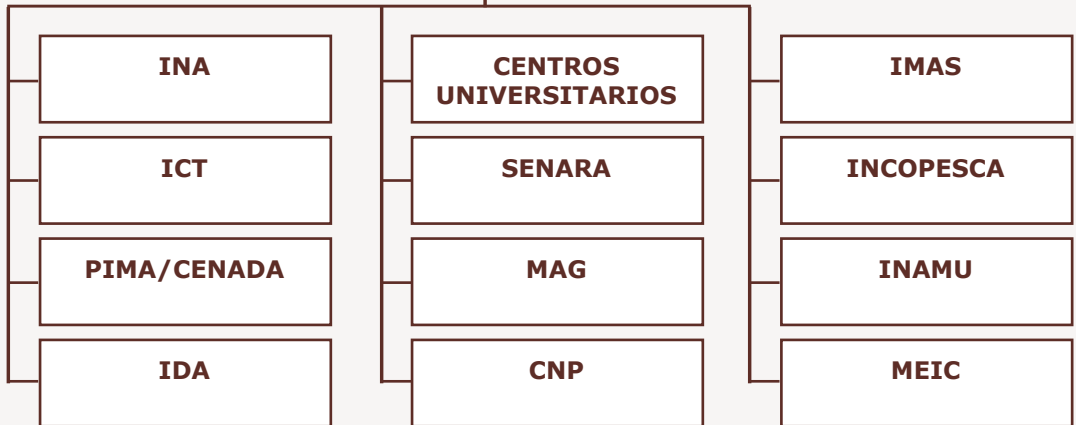 INA
ICT
PIMA/CENADA
IDA
CENTROS
UNIVERSITARIOS
SENARA
MAG
CNP
IMAS
INCOPESCA
INAMU
MEIC